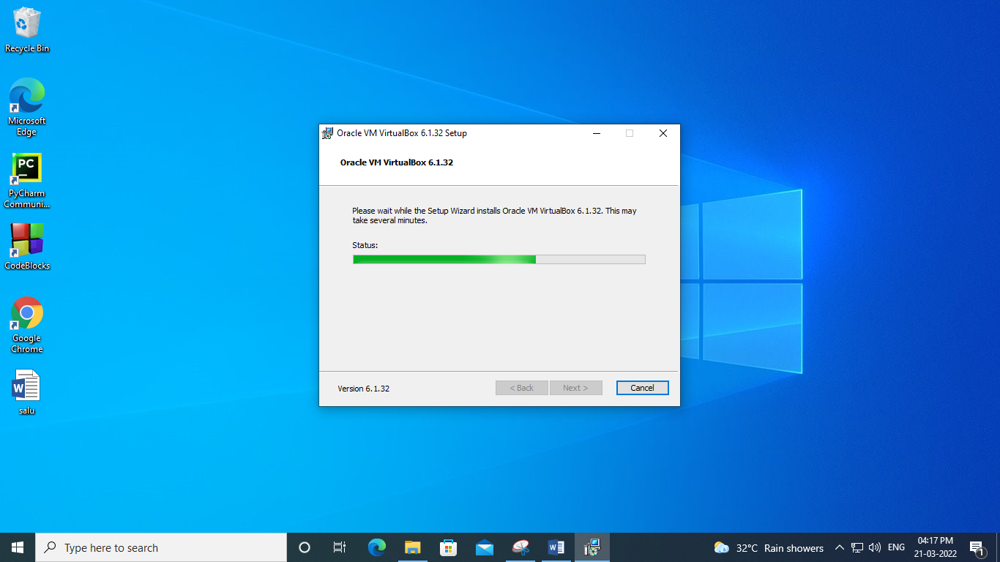 Recycle Bin
Microsoft
Edge
PC
PyCharm
Communi...
CodeBlocks
Google
Chrome
W
salu
Oracle VM VirtualBox 6.1.32 Setup
Oracle VM VirtualBox 6.1.32
Please wait while the Setup Wizard installs Oracle VM VirtualBox 6.1.32. This may
take several minutes.
Status:
Version 6.1.32
< Back
Next >
Cancel
Type here to search
W
32°C Rain showers
ENG
04:17 PM
21-03-2022
1